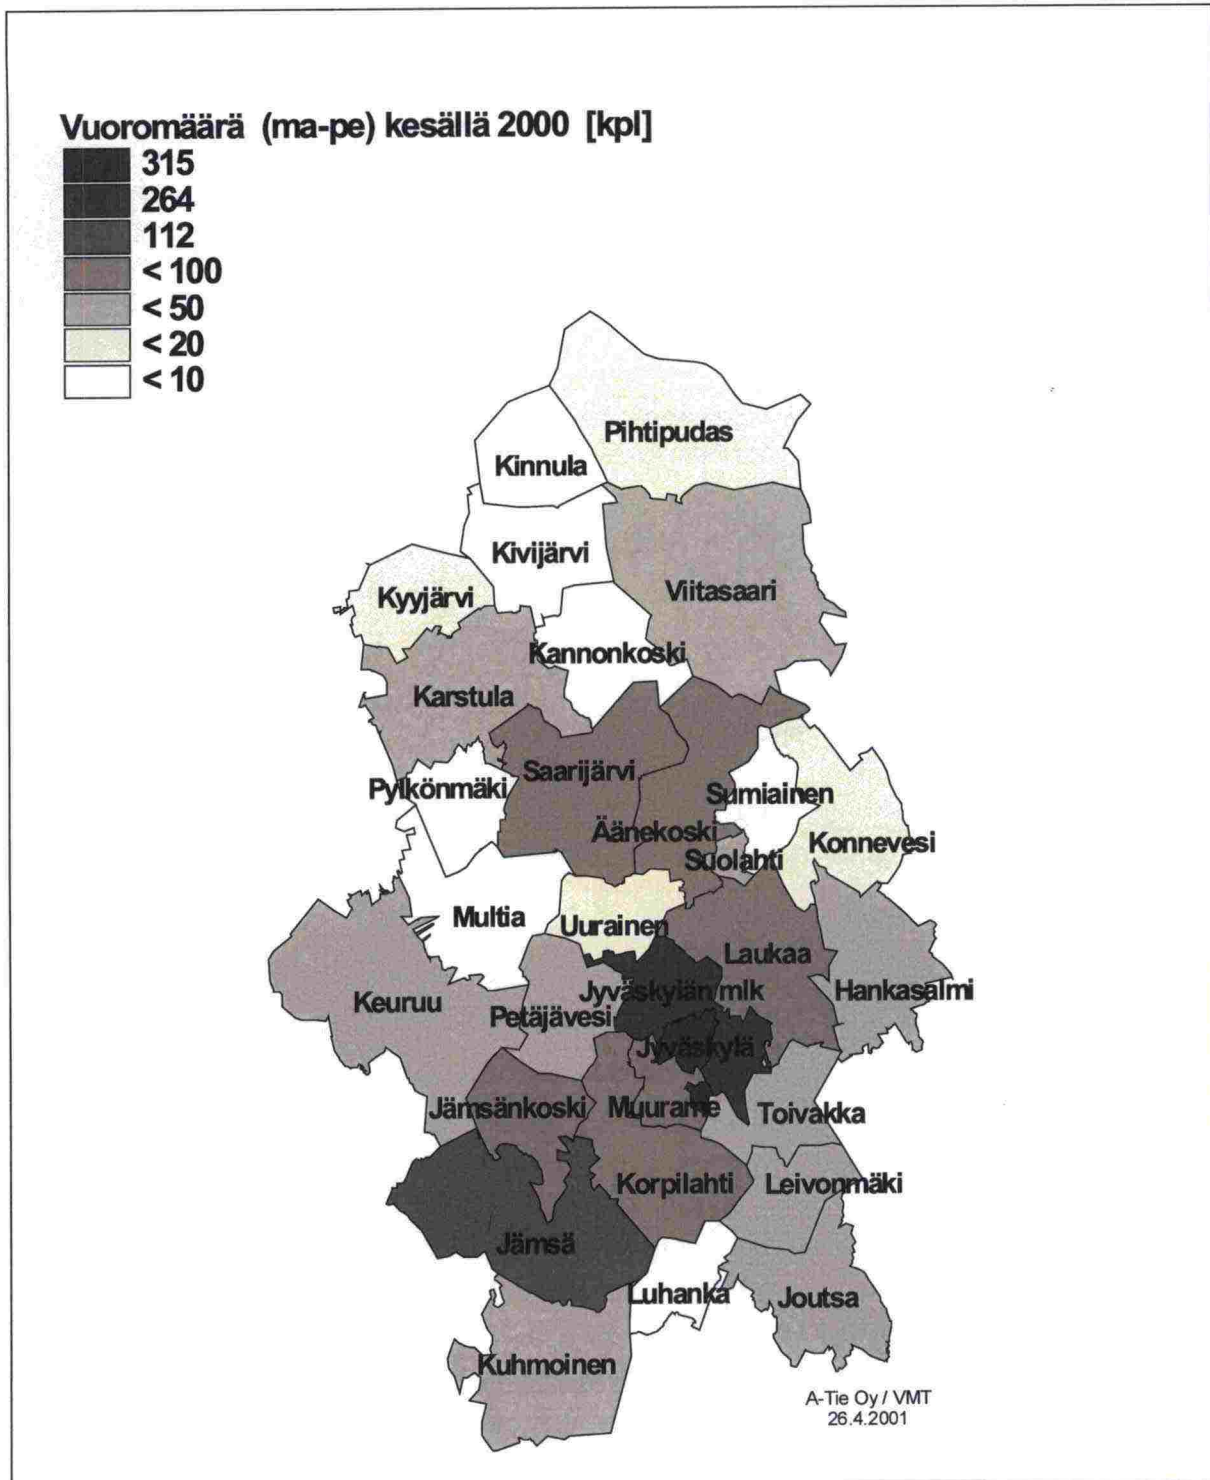 Vuoromäärä (ma-pe) kesällä 2000 [kpl]
315
264
112
< 100
< 50
< 20
< 10
Pihtipudas
Kinnula
Kivijärvi
Viitasaari
Kyyjärvi
Kannonkoski
Karstula
Saarijärvi
Pylkönmäki
Sumiainen
Äänekoski
Konnevesi
Suolahti
Multia
Uurainen
Laukaa
Jyväskylän mlk
Hankasalmi
Keuruu
Petäjävesi
Jyväskylä
Jämsänkoski
Muurame
Toivakka
Korpilahti
Leivonmäki
Jämsä
Luhanka
Joutsa
Kuhmoinen
A-Tie Oy / VMT
26.4.2001